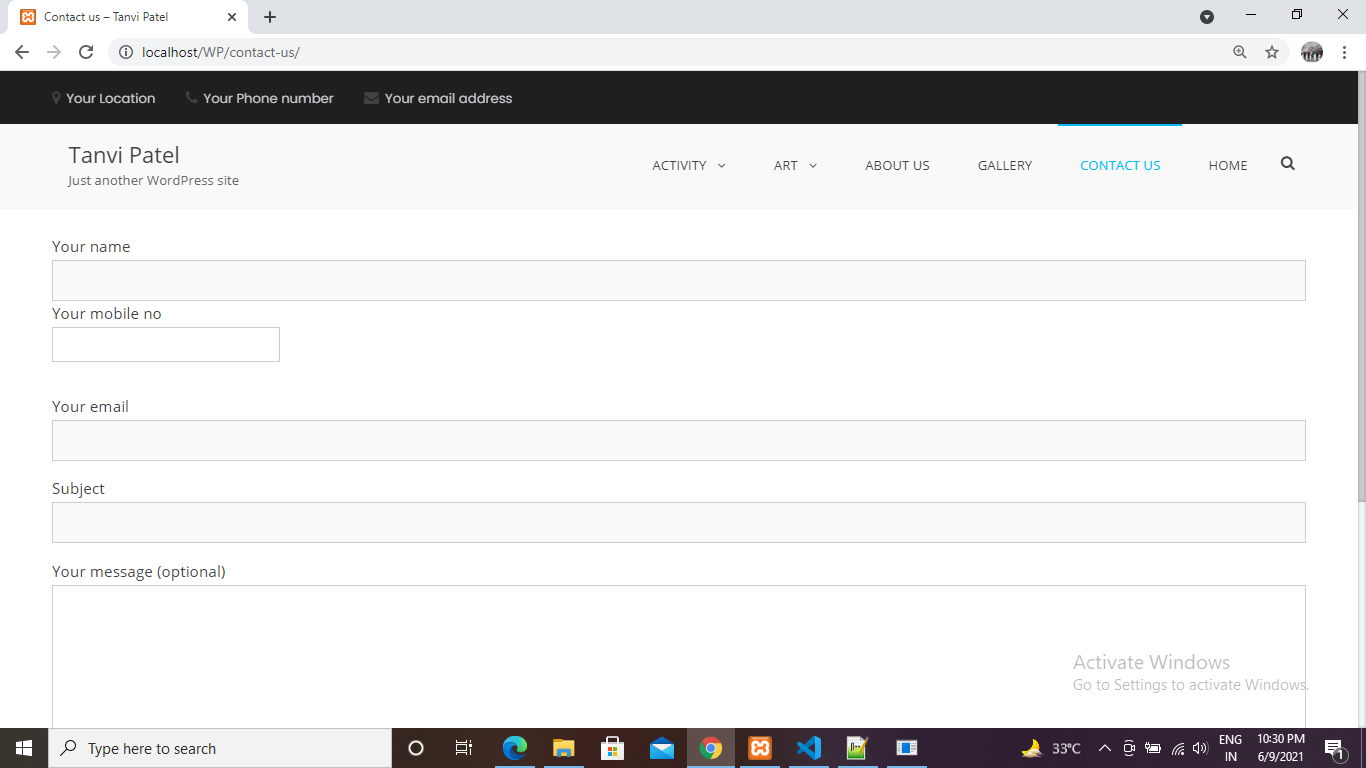 Contact us – Tanvi Patel
localhost/WP/contact-us/
Your Location Your Phone number Your email address
Tanvi Patel
Just another WordPress site
ACTIVITY ART ABOUT US GALLERY CONTACT US HOME
Your name
Your mobile no
Your email
Subject
Your message (optional)
Activate Windows
Go to Settings to activate Windows.
Type here to search
33°C
ENG
IN
10:30 PM
6/9/2021
1